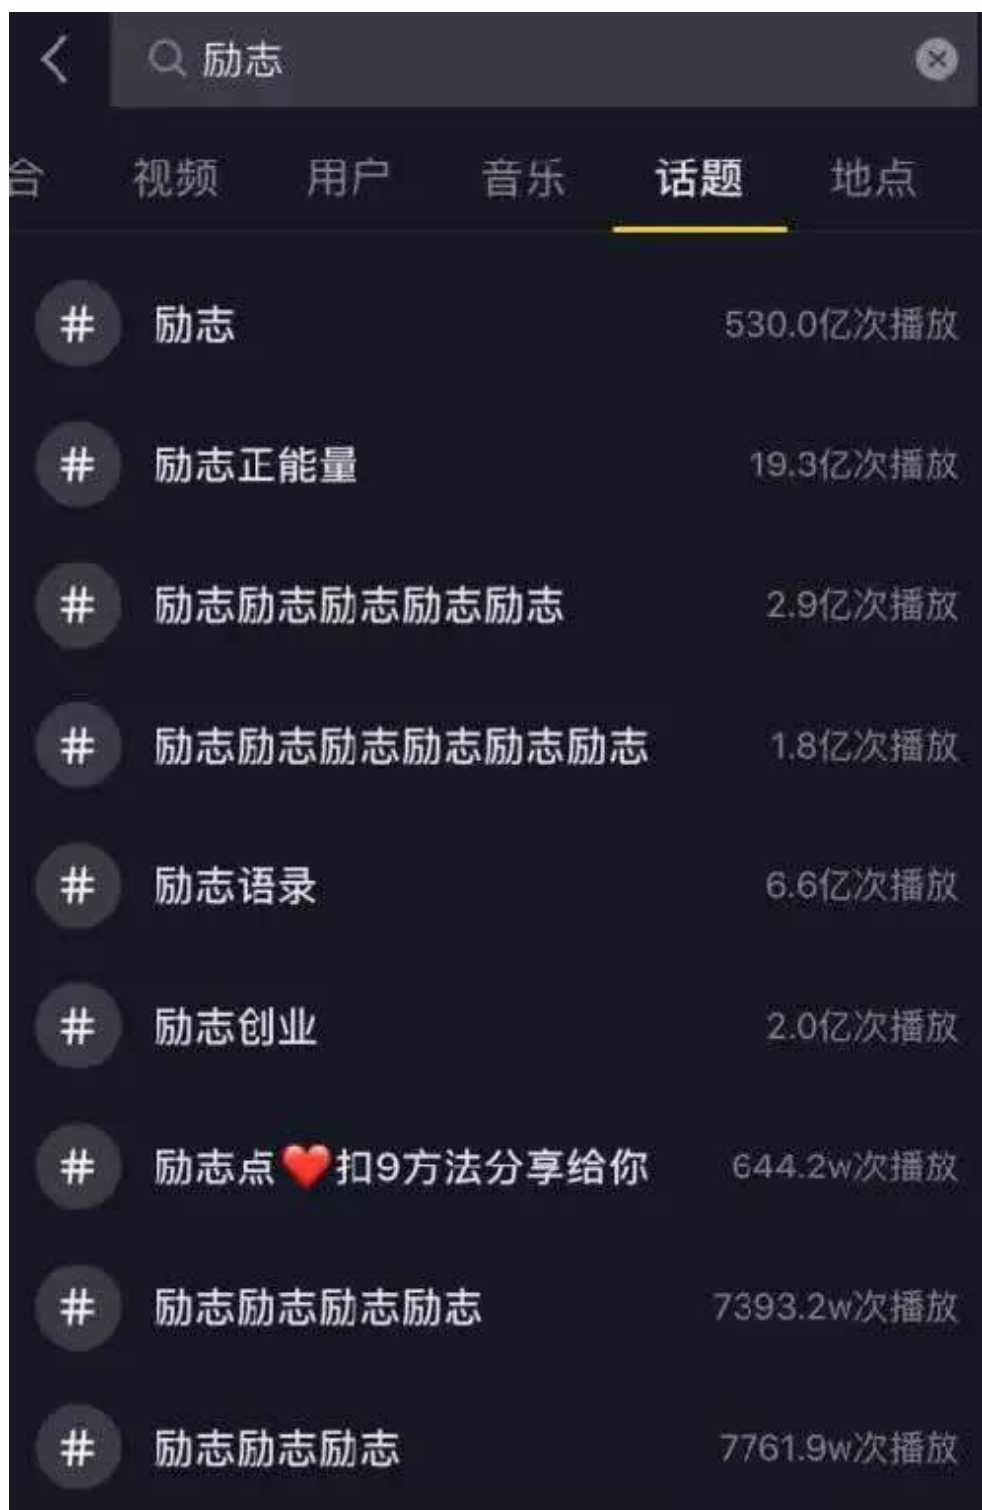 励志
合 视频 用户 音乐 话题 地点
# 励志 530.0亿次播放
# 励志正能量 19.3亿次播放
# 励志励志励志励志励志 2.9亿次播放
# 励志励志励志励志励志励志 1.8亿次播放
# 励志语录 6.6亿次播放
# 励志创业 2.0亿次播放
# 励志点❤️扣9方法分享给你 644.2w次播放
# 励志励志励志励志 7393.2w次播放
# 励志励志励志 7761.9w次播放